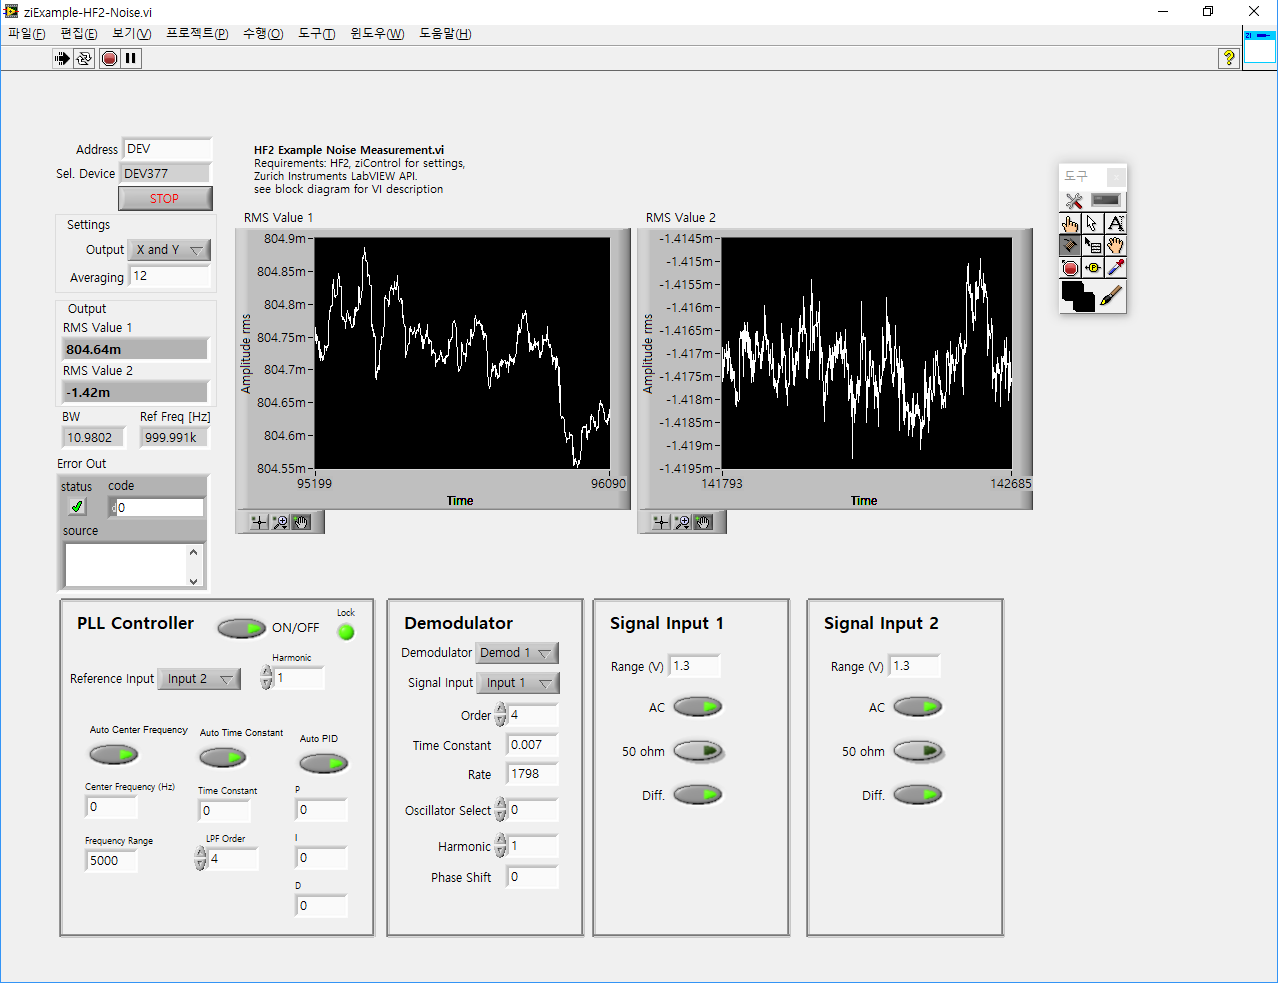 ziExample-HF2-Noise.vi
파일(F) 편집(E) 보기(V) 프로젝트(P) 수행(O) 도구(T) 윈도우(W) 도움말(H)
?
ZI
Address DEV
Sel. Device DEV377
STOP
Settings
Output X and Y
Averaging 12
Output
RMS Value 1
804.64m
RMS Value 2
-1.42m
BW Ref Freq [Hz]
10.9802 999.991k
Error Out
status code
0
source
HF2 Example Noise Measurement.vi
Requirements: HF2, ziControl for settings,
Zurich Instruments LabVIEW API.
see block diagram for VI description
RMS Value 1
Amplitude rms
804.9m
804.85m
804.8m
804.75m
804.7m
804.65m
804.6m
804.55m
95199 96090
Time
RMS Value 2
Amplitude rms
-1.4145m
-1.415m
-1.4155m
-1.416m
-1.4165m
-1.417m
-1.4175m
-1.418m
-1.4185m
-1.419m
-1.4195m
141793 142685
Time
도구
A
P
PLL Controller ON/OFF Lock
Reference Input Input 2 Harmonic 1
Auto Center Frequency Auto Time Constant Auto PID
Center Frequency (Hz) Time Constant P
0 0 0
Frequency Range LPF Order I
5000 4 0
D
0
Demodulator
Demodulator Demod 1
Signal Input Input 1
Order 4
Time Constant 0.007
Rate 1798
Oscillator Select 0
Harmonic 1
Phase Shift 0
Signal Input 1
Range (V) 1.3
AC
50 ohm
Diff.
Signal Input 2
Range (V) 1.3
AC
50 ohm
Diff.